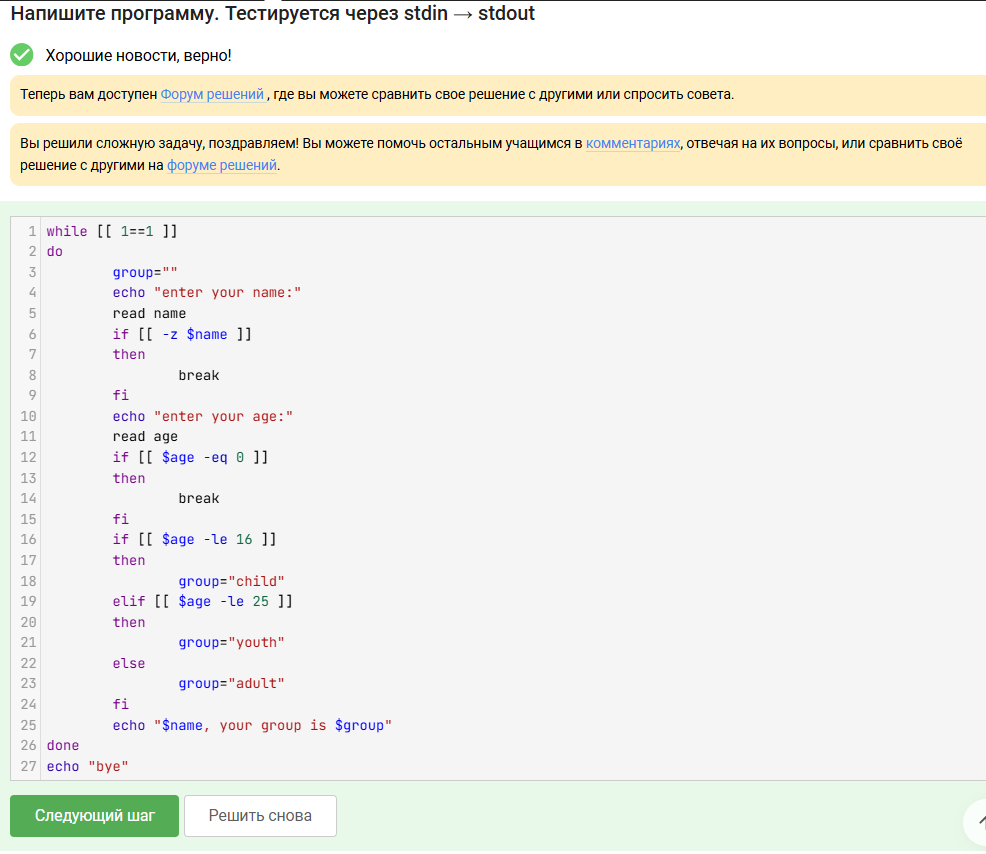 Напишите программу. Тестируется через stdin → stdout
Хорошие новости, верно!
Теперь вам доступен Форум решений, где вы можете сравнить свое решение с другими или спросить совета.
Вы решили сложную задачу, поздравляем! Вы можете помочь остальным учащимся в комментариях, отвечая на их вопросы, или сравнить своё
решение с другими на форуме решений.
1 while [[ 1==1 ]]
2 do
3 group=""
4 echo "enter your name:"
5 read name
6 if [[ -z $name ]]
7 then
8 break
9 fi
10 echo "enter your age:"
11 read age
12 if [[ $age -eq 0 ]]
13 then
14 break
15 fi
16 if [[ $age -le 16 ]]
17 then
18 group="child"
19 elif [[ $age -le 25 ]]
20 then
21 group="youth"
22 else
23 group="adult"
24 fi
25 echo "$name, your group is $group"
26 done
27 echo "bye"
Следующий шаг Решить снова